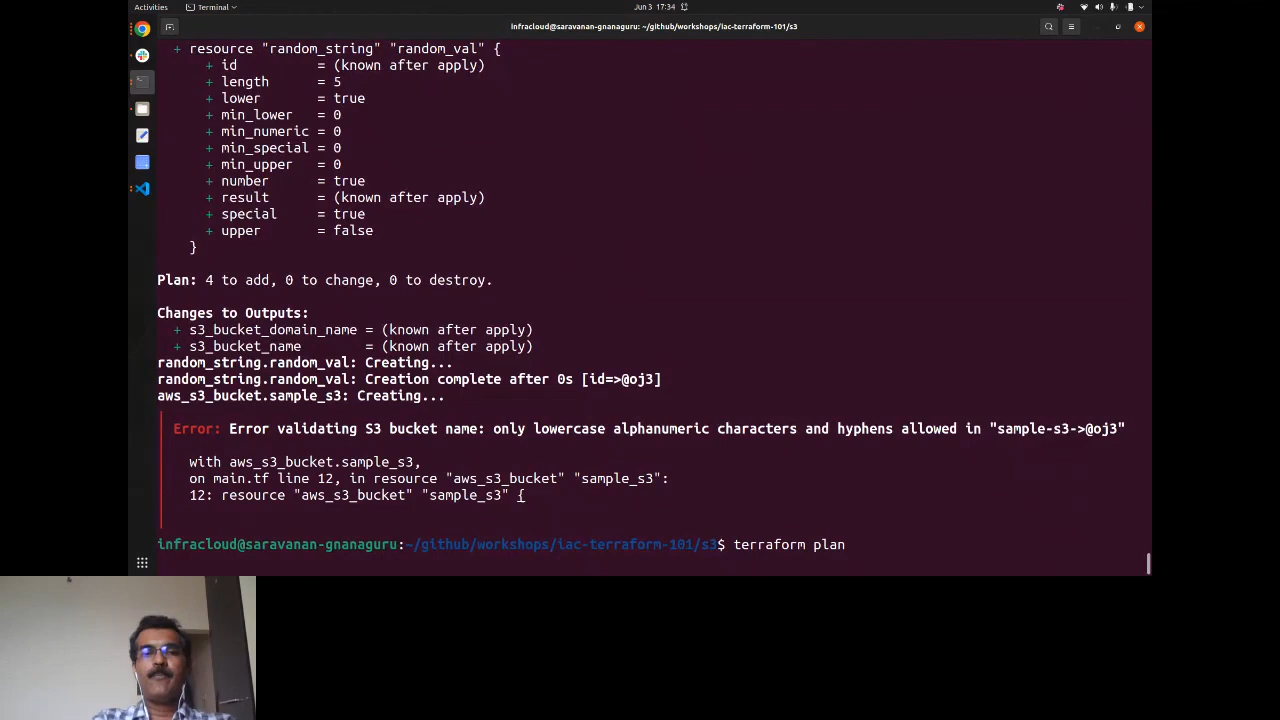 Activities
Terminal
Jun 3 17:34
infracloud@saravanan-gnanaguru: ~/github/workshops/iac-terraform-101/s3
+ resource "random_string" "random_val" {
+ id = (known after apply)
+ length = 5
+ lower = true
+ min_lower = 0
+ min_numeric = 0
+ min_special = 0
+ min_upper = 0
+ number = true
+ result = (known after apply)
+ special = true
+ upper = false
}
Plan: 4 to add, 0 to change, 0 to destroy.
Changes to Outputs:
+ s3_bucket_domain_name = (known after apply)
+ s3_bucket_name = (known after apply)
random_string.random_val: Creating...
random_string.random_val: Creation complete after 0s [id=>@oj3]
aws_s3_bucket.sample_s3: Creating...
Error: Error validating S3 bucket name: only lowercase alphanumeric characters and hyphens allowed in "sample-s3->@oj3"
with aws_s3_bucket.sample_s3,
on main.tf line 12, in resource "aws_s3_bucket" "sample_s3":
12: resource "aws_s3_bucket" "sample_s3" {
infracloud@saravanan-gnanaguru:~/github/workshops/iac-terraform-101/s3$ terraform plan